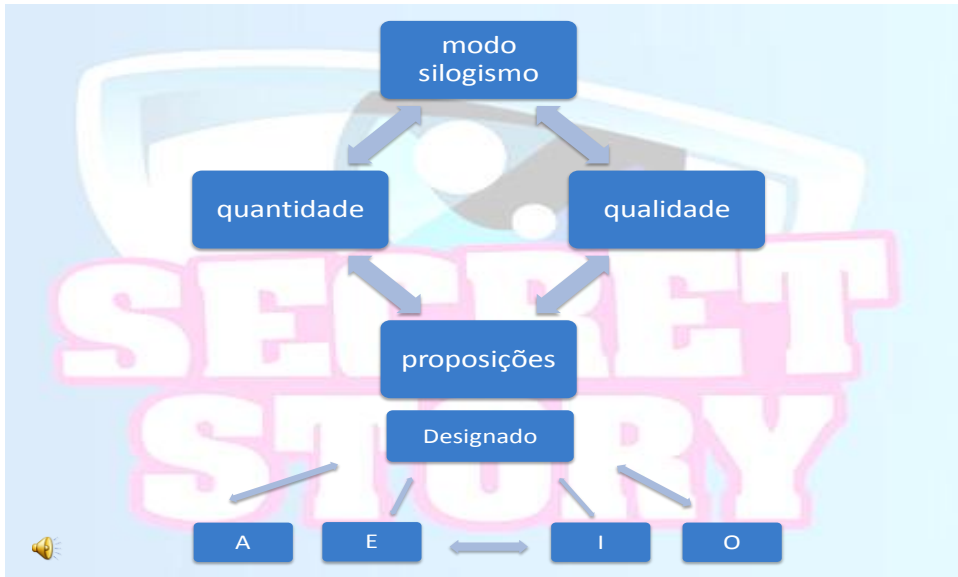 modo
silogismo
quantidade
qualidade
SECRET
proposições
STORY
Designado
A
E
I
O